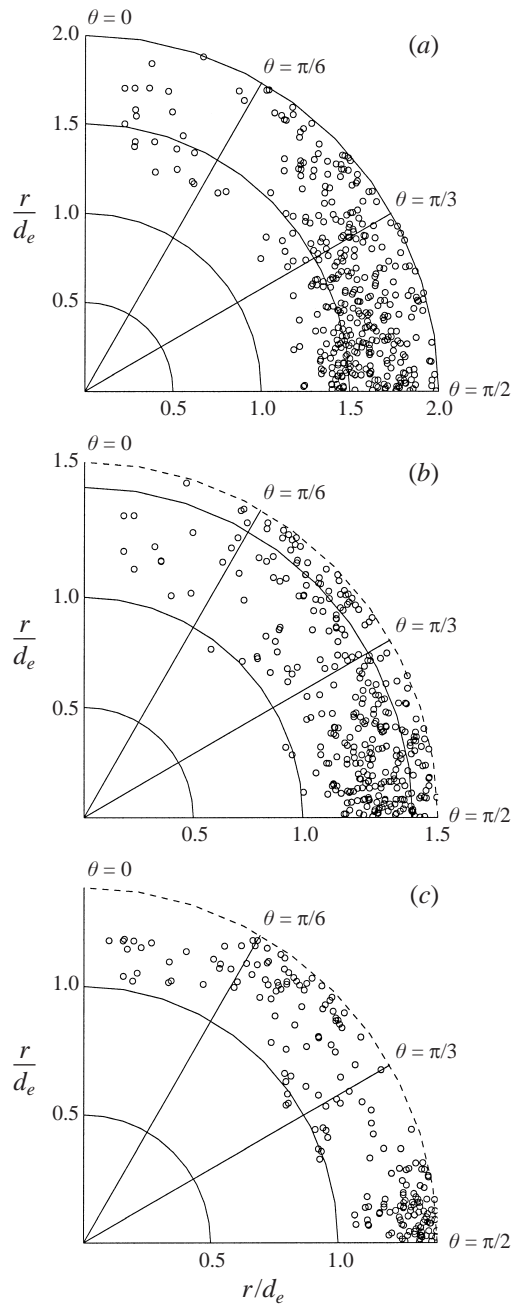 θ = 0
2.0
(a)
θ = π/6
1.5
r/d_e
1.0
θ = π/3
0.5
0.5 1.0 1.5 2.0
θ = π/2
θ = 0
1.5
(b)
θ = π/6
1.0
r/d_e
θ = π/3
0.5
0.5 1.0 1.5
θ = π/2
θ = 0
(c)
θ = π/6
1.0
r/d_e
θ = π/3
0.5
0.5 1.0
θ = π/2
r/d_e